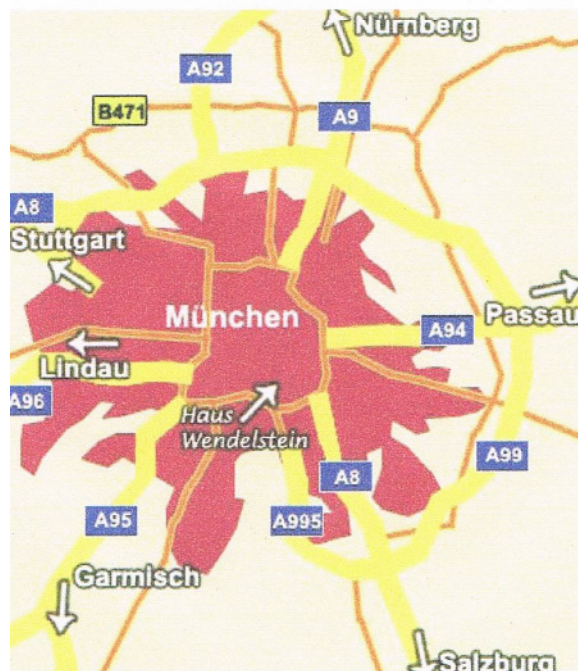 Nürnberg
A92
A9
B471
A8
Stuttgart
Passau
München
A94
Lindau
A96
Haus
Wendelstein
A99
A8
A95
A995
Garmisch
Salzburg